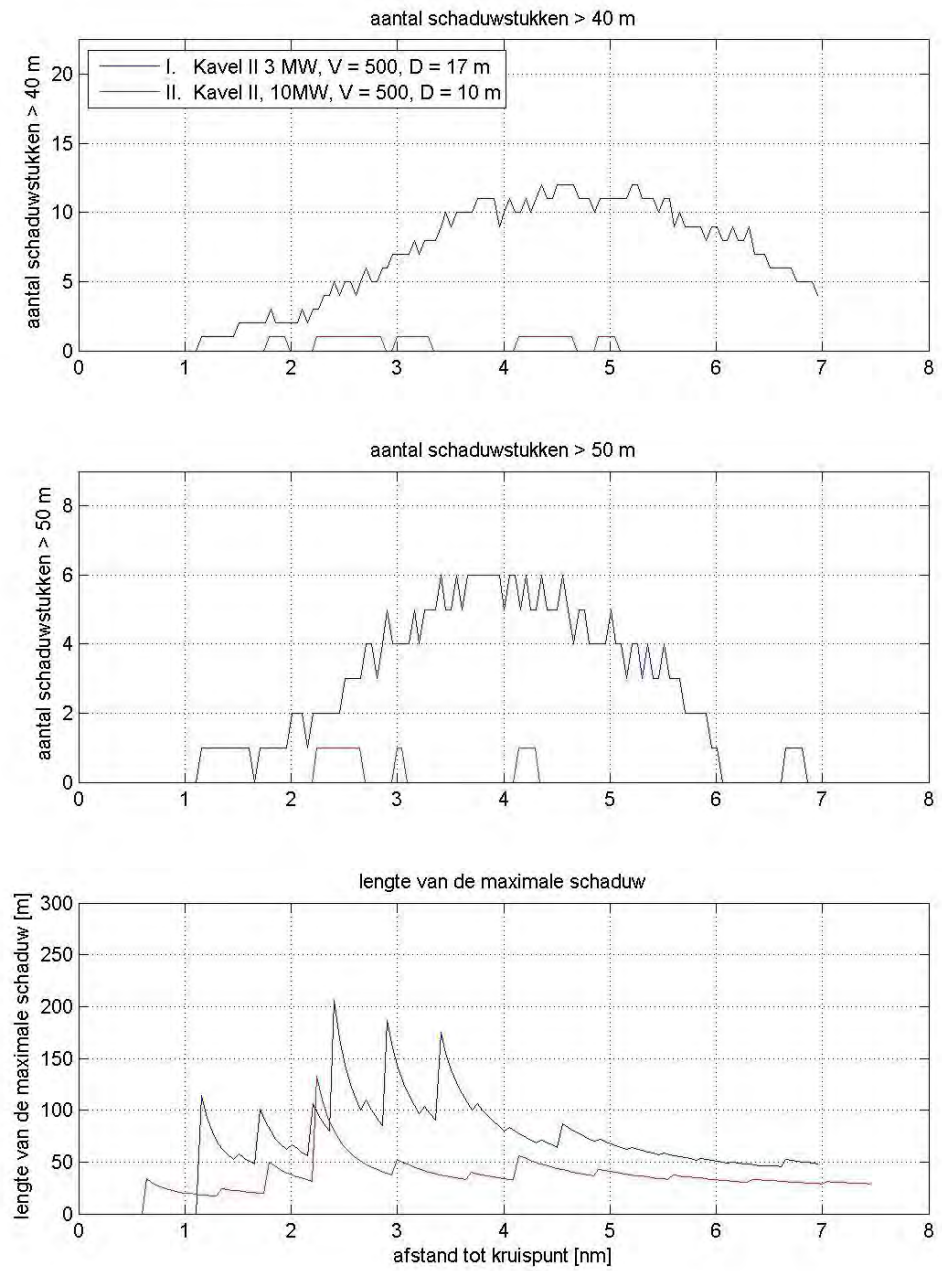 aantal schaduwstukken > 40 m
aantal schaduwstukken > 40 m
20
15
10
5
0
I. Kavel II 3 MW, V = 500, D = 17 m
II. Kavel II, 10MW, V = 500, D = 10 m
0 1 2 3 4 5 6 7 8
aantal schaduwstukken > 50 m
aantal schaduwstukken > 50 m
8
6
4
2
0
0 1 2 3 4 5 6 7 8
lengte van de maximale schaduw
lengte van de maximale schaduw [m]
300
250
200
150
100
50
0
0 1 2 3 4 5 6 7 8
afstand tot kruispunt [nm]